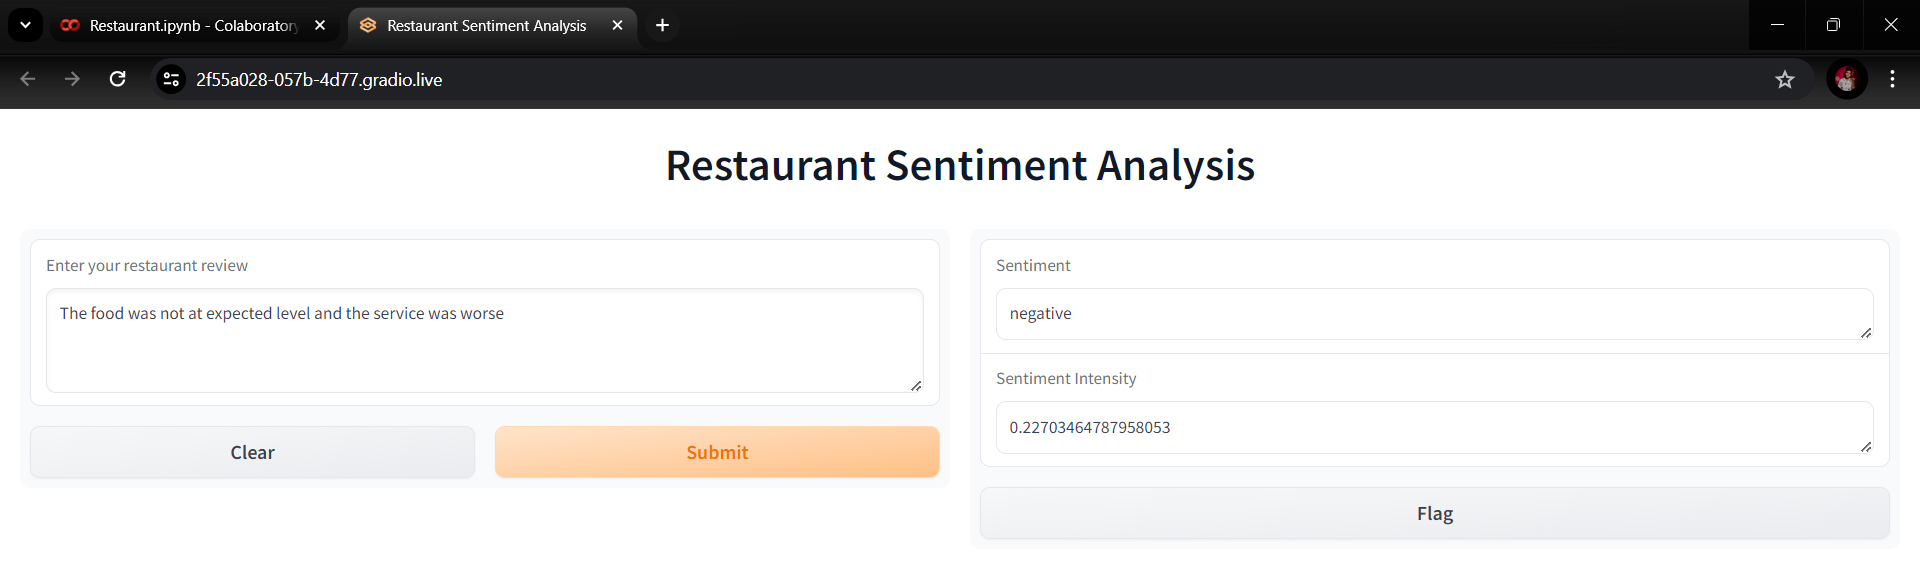 Restaurant.ipynb - Colaboratory
Restaurant Sentiment Analysis
2f55a028-057b-4d77.gradio.live
Restaurant Sentiment Analysis
Enter your restaurant review
The food was not at expected level and the service was worse
Clear
Submit
Sentiment
negative
Sentiment Intensity
0.22703464787958053
Flag